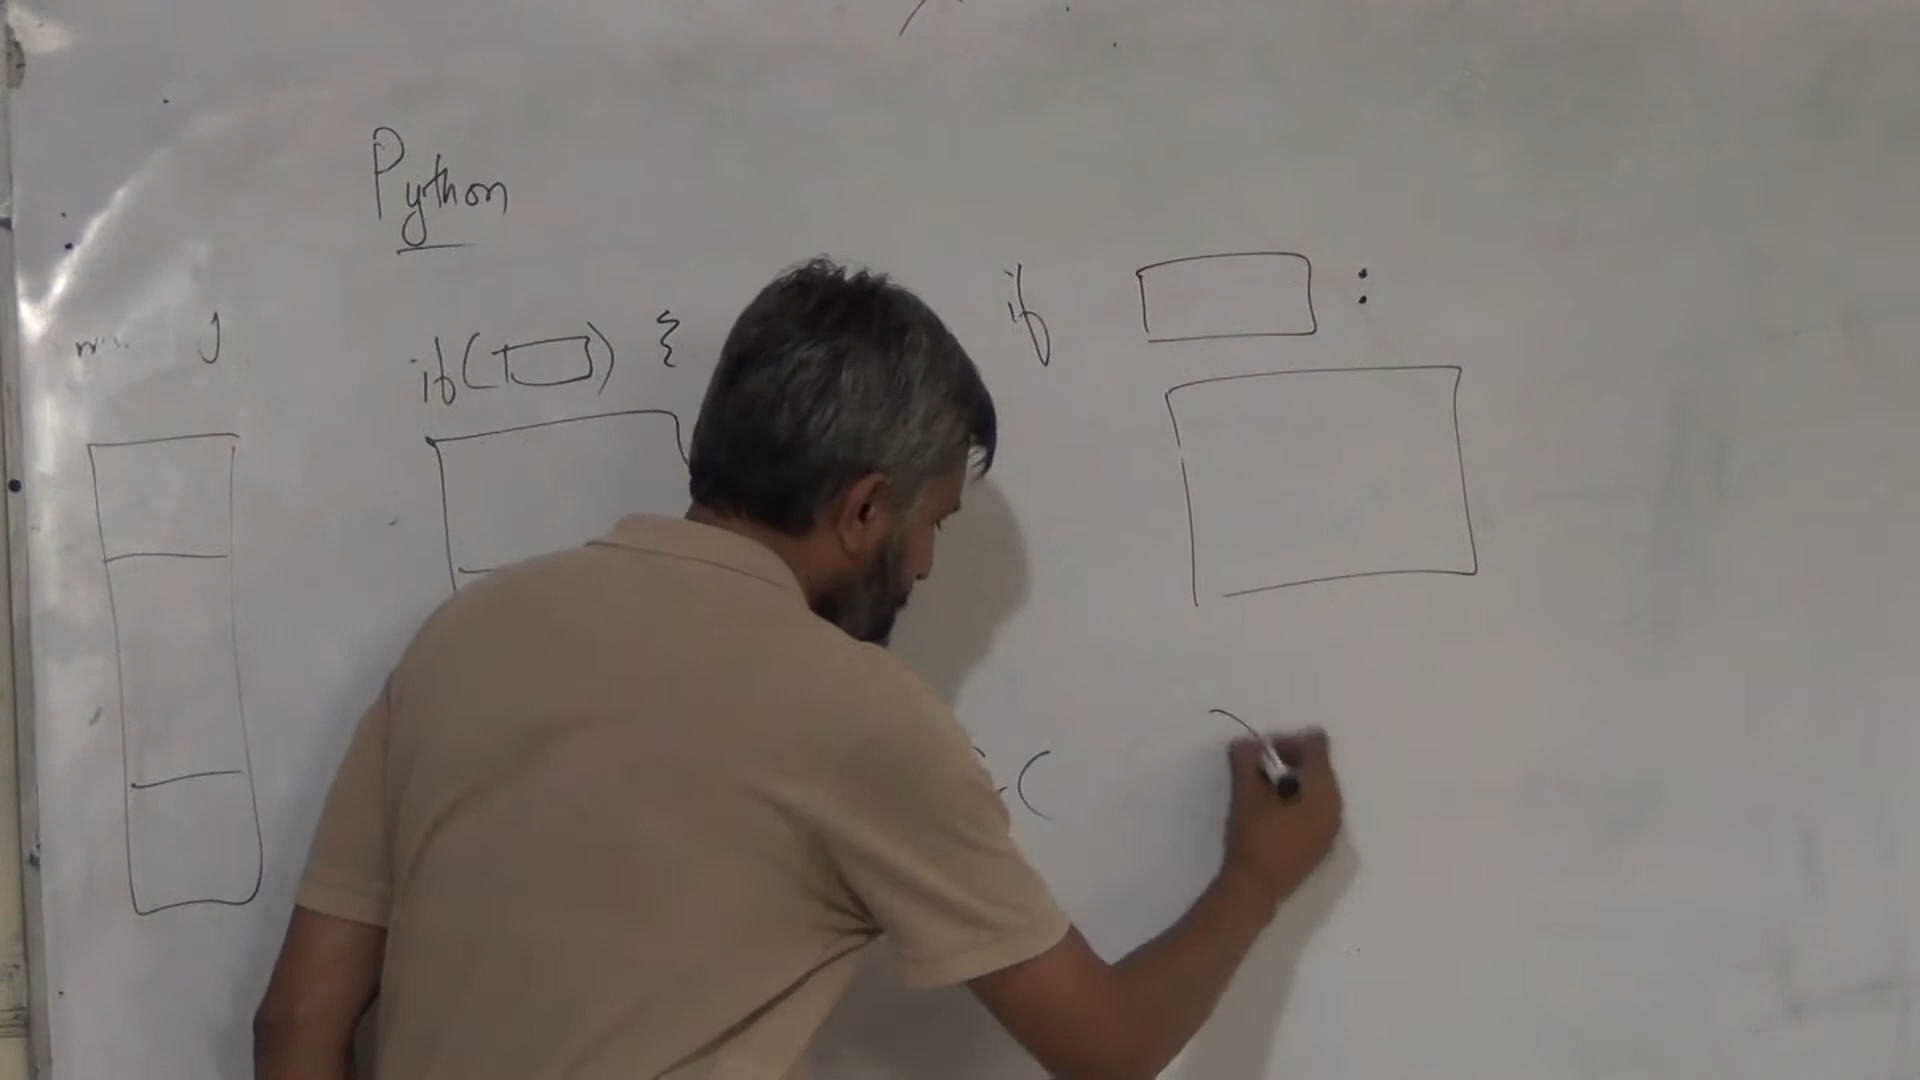 Python
if ( ) {
if :
(
)